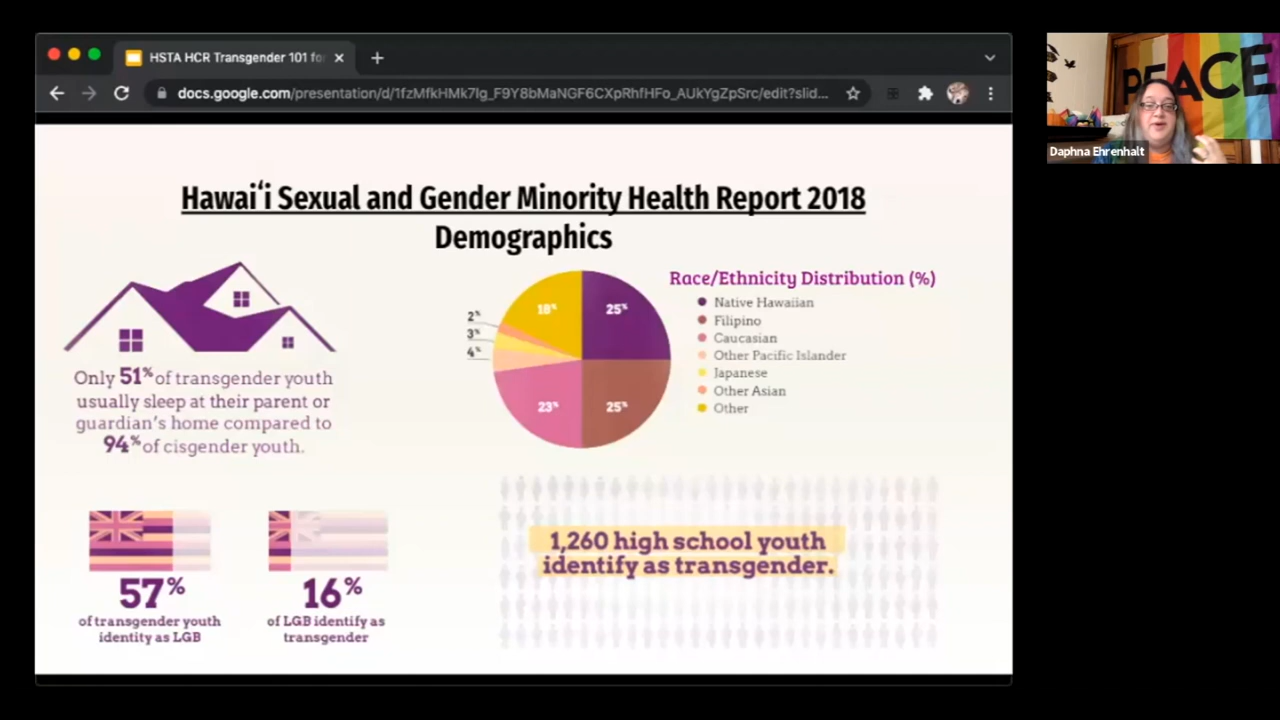 HSTA HCR Transgender 101 for
docs.google.com/presentation/d/1fzMfkHMk7lg_F9Y8bMaNGF6CXpRhfHFo_AUkYgZpSrc/edit?slid...
PEACE
Daphna Ehrenhalt
Hawaiʻi Sexual and Gender Minority Health Report 2018
Demographics
Only 51% of transgender youth
usually sleep at their parent or
guardian's home compared to
94% of cisgender youth.
Race/Ethnicity Distribution (%)
Native Hawaiian
Filipino
Caucasian
Other Pacific Islander
Japanese
Other Asian
Other
18%
25%
2%
3%
4%
23%
25%
57%
of transgender youth
identity as LGB
16%
of LGB identify as
transgender
1,260 high school youth
identify as transgender.